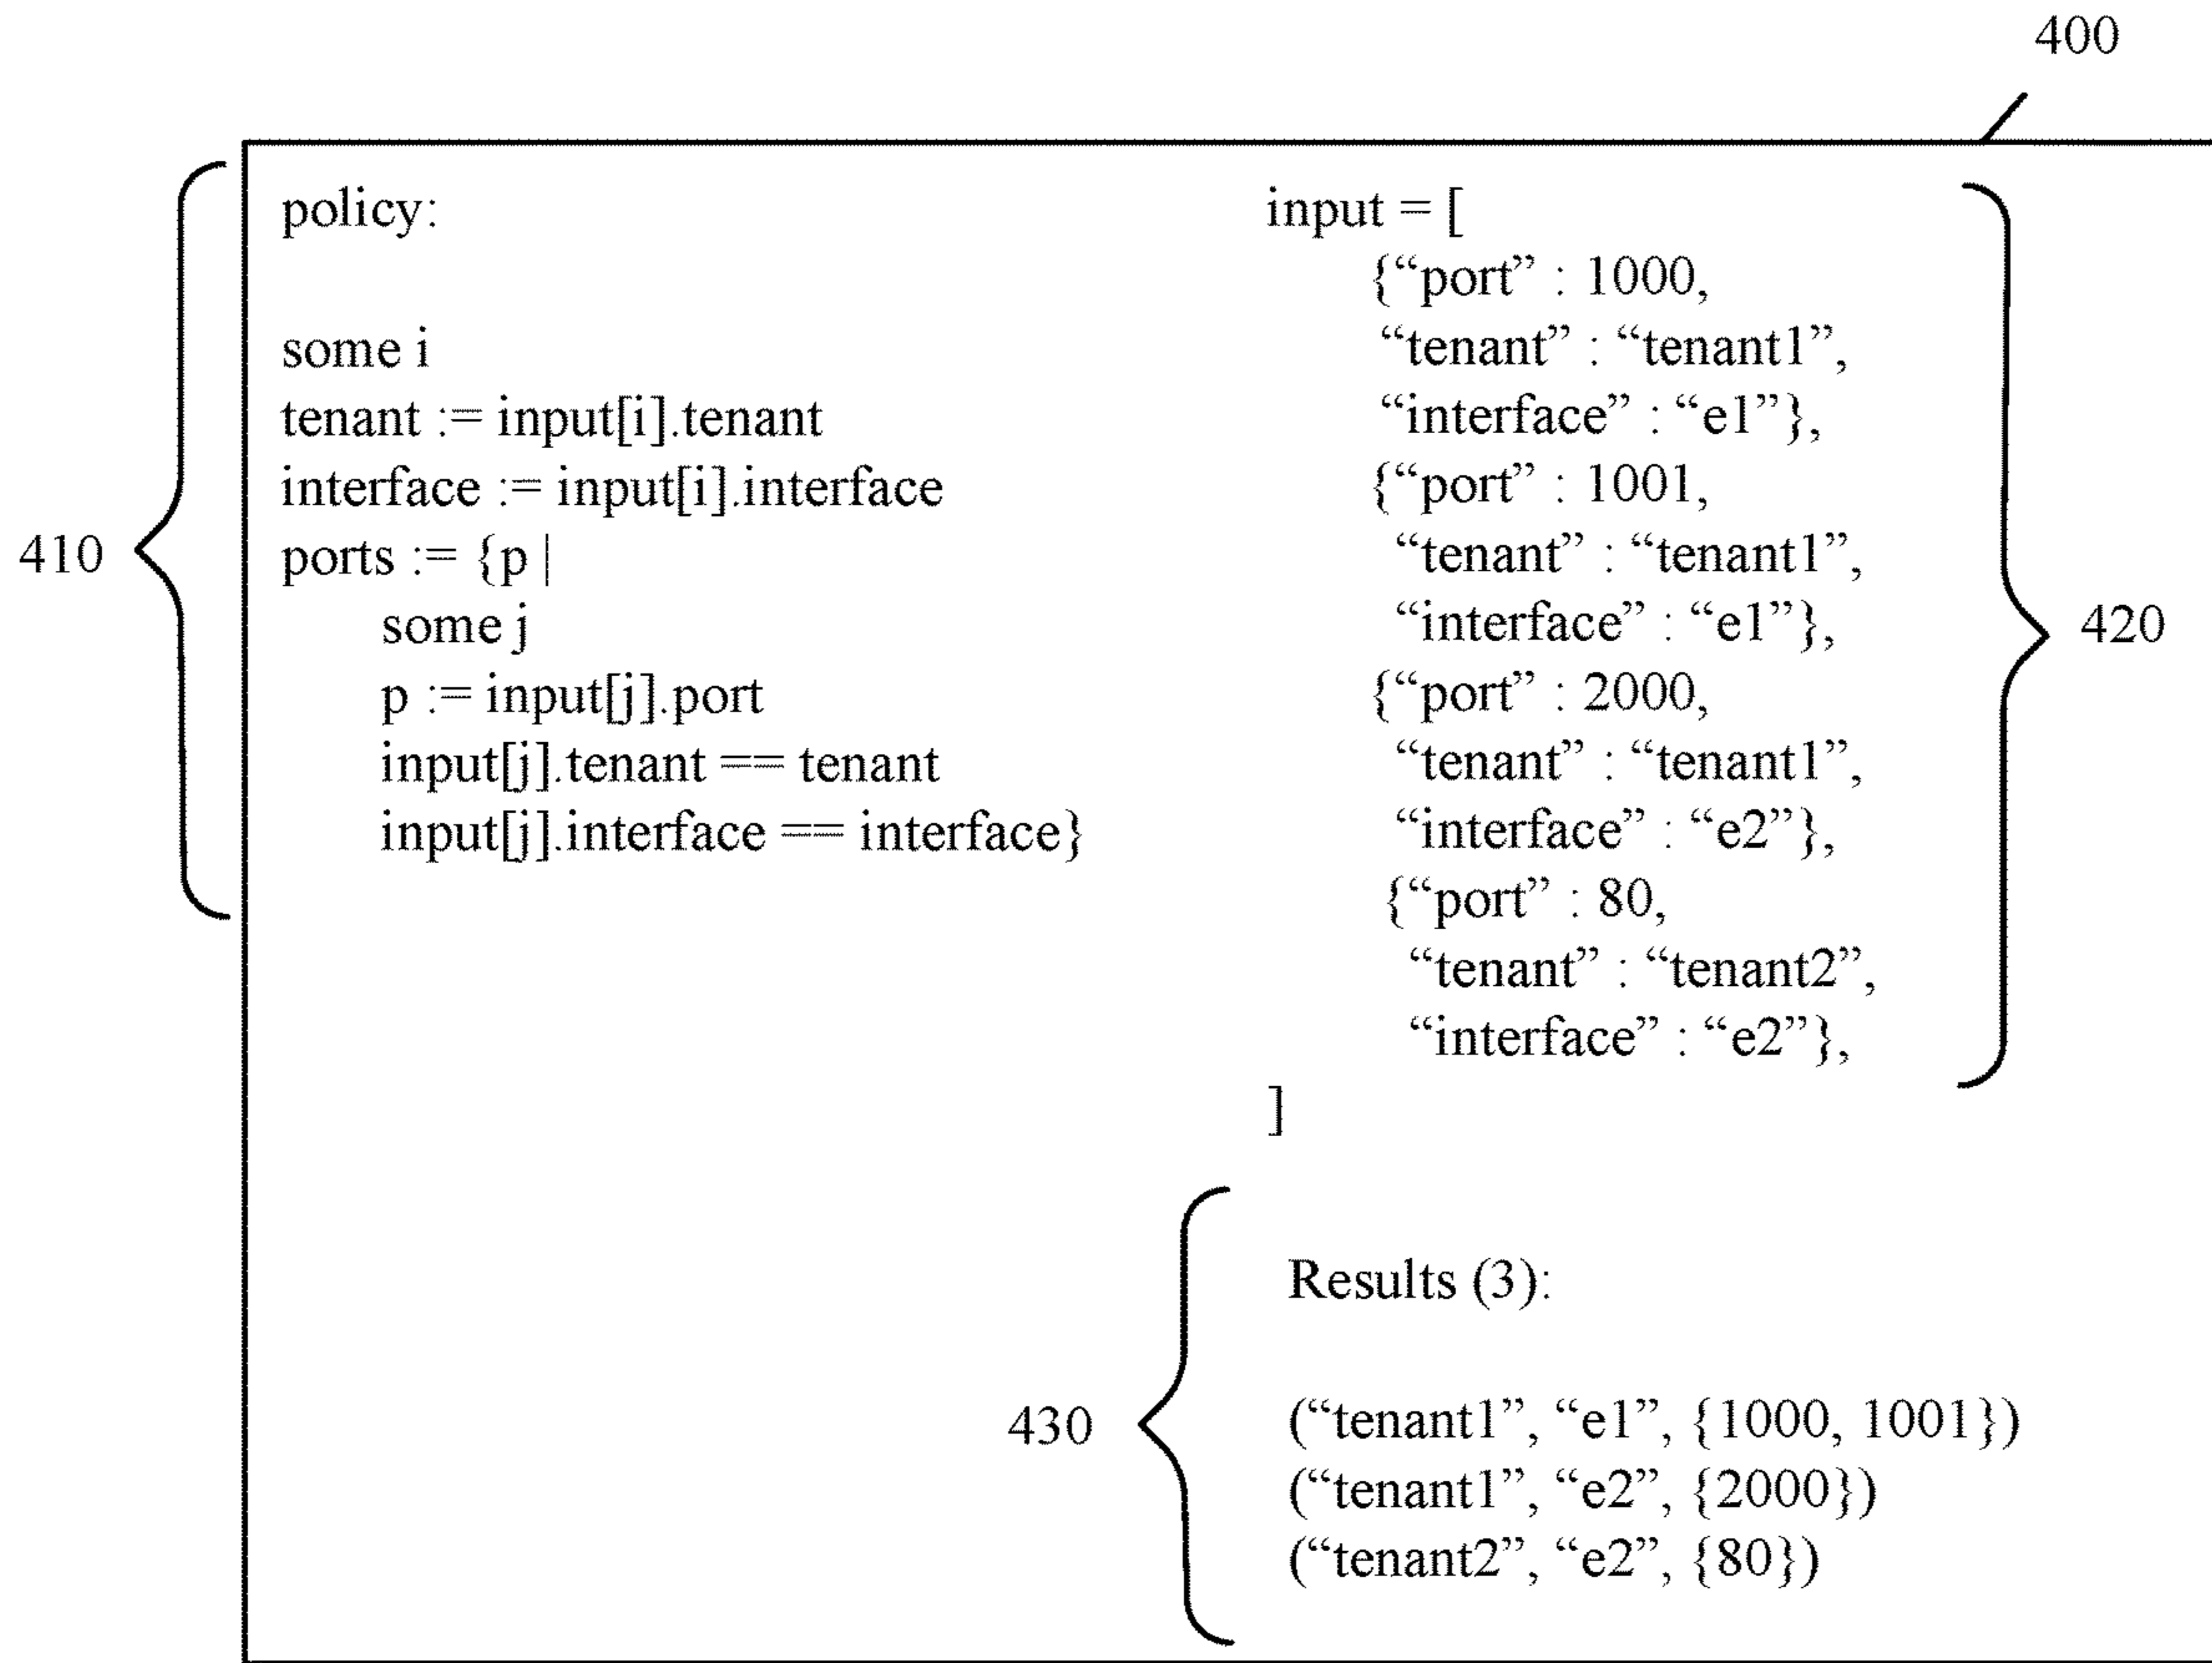 400
policy:
some i
tenant := input[i].tenant
interface := input[i].interface
ports := {p |
some j
p := input[j].port
input[j].tenant == tenant
input[j].interface == interface}
410
input = [
{“port” : 1000,
“tenant” : “tenant1”,
“interface” : “e1”},
{“port” : 1001,
“tenant” : “tenant1”,
“interface” : “e1”},
{“port” : 2000,
“tenant” : “tenant1”,
“interface” : “e2”},
{“port” : 80,
“tenant” : “tenant2”,
“interface” : “e2”},
]
420
430
Results (3):
(“tenant1”, “e1”, {1000, 1001})
(“tenant1”, “e2”, {2000})
(“tenant2”, “e2”, {80})